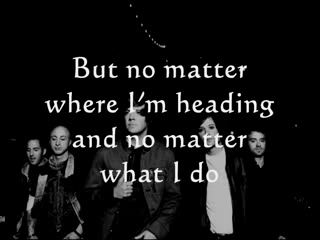 But no matter
where I'm heading
and no matter
what I do